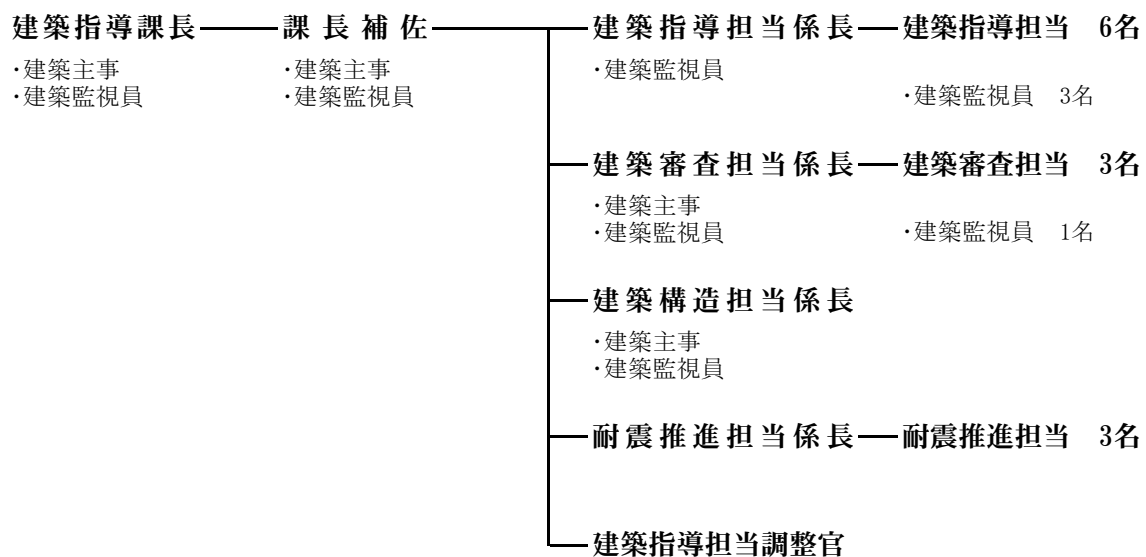 建築指導課長 課長補佐 建築指導担当係長 建築指導担当　6名
・建築主事 ・建築主事 ・建築監視員
・建築監視員 ・建築監視員 ・建築監視員　3名
建築審査担当係長 建築審査担当　3名
・建築主事
・建築監視員 ・建築監視員　1名
建築構造担当係長
・建築主事
・建築監視員
耐震推進担当係長 耐震推進担当　3名
建築指導担当調整官